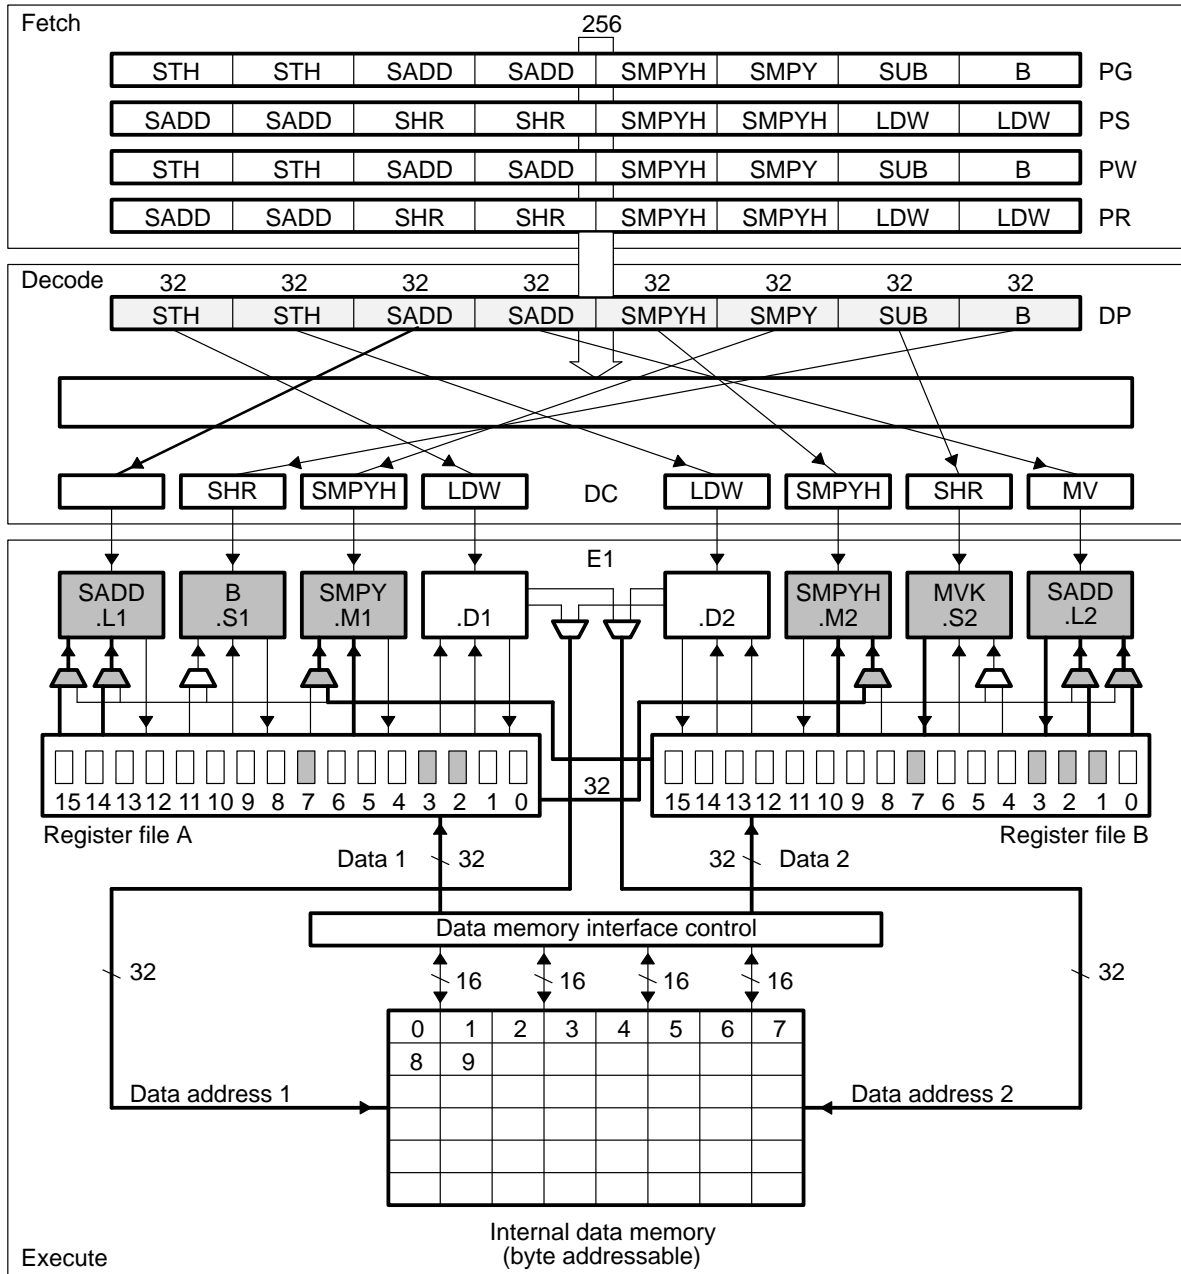 Fetch
256
STH STH SADD SADD SMPYH SMPY SUB B PG
SADD SADD SHR SHR SMPYH SMPYH LDW LDW PS
STH STH SADD SADD SMPYH SMPY SUB B PW
SADD SADD SHR SHR SMPYH SMPYH LDW LDW PR
Decode
32 32 32 32 32 32 32 32
STH STH SADD SADD SMPYH SMPY SUB B DP
SHR SMPYH LDW DC LDW SMPYH SHR MV
E1
SADD B SMPY SMPYH MVK SADD
.L1 .S1 .M1 .D1 .D2 .M2 .S2 .L2
15 14 13 12 11 10 9 8 7 6 5 4 3 2 1 0
32
15 14 13 12 11 10 9 8 7 6 5 4 3 2 1 0
Register file A
Register file B
Data 1 32 32 Data 2
Data memory interface control
32 16 16 16 16 32
0 1 2 3 4 5 6 7
8 9
Data address 1
Data address 2
Internal data memory
(byte addressable)
Execute